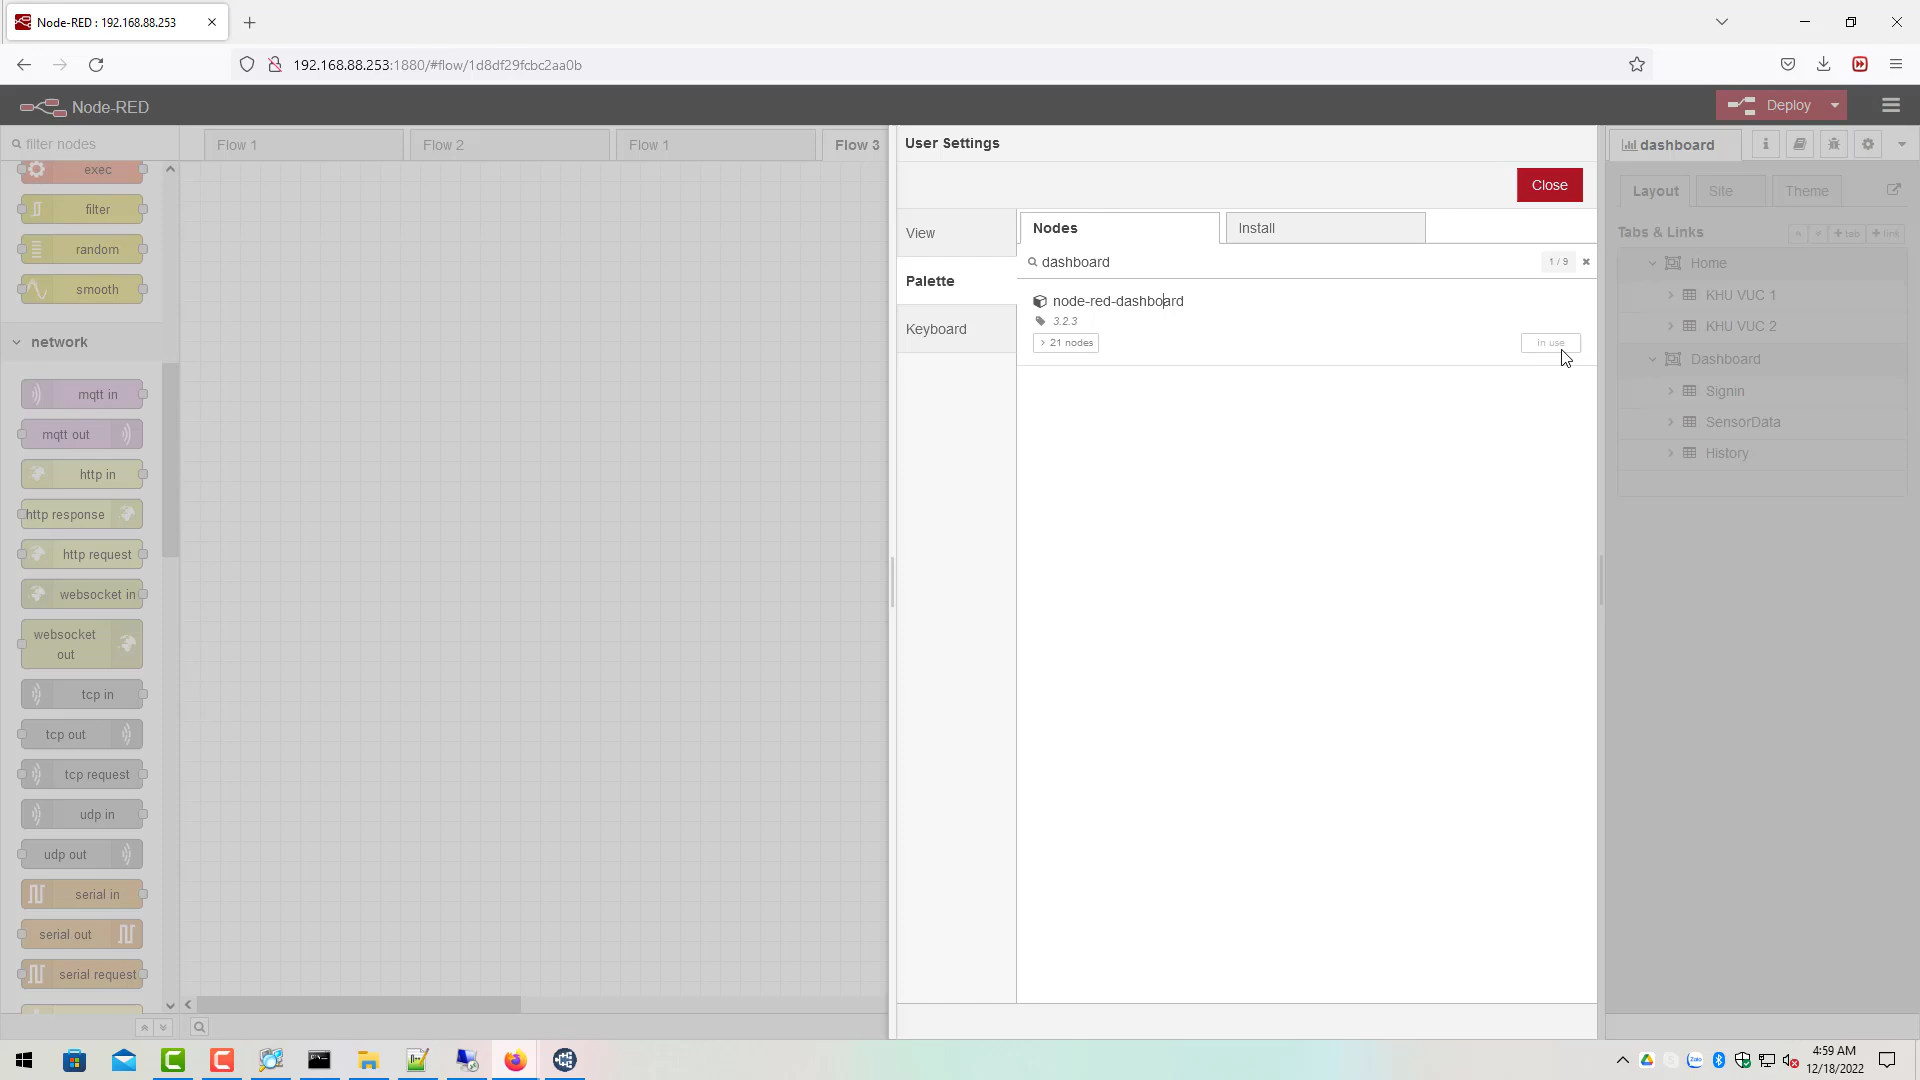 Node-RED : 192.168.88.253
192.168.88.253:1880/#flow/1d8df29fcbc2aa0b
Node-RED
Deploy
filter nodes
Flow 1
Flow 2
Flow 1
Flow 3
User Settings
dashboard
i
Close
Layout
Site
Theme
exec
filter
random
smooth
network
mqtt in
mqtt out
http in
http response
http request
websocket in
websocket
out
tcp in
tcp out
tcp request
udp in
udp out
serial in
serial out
serial request
View
Palette
Keyboard
Nodes
Install
dashboard
1 / 9
node-red-dashboard
3.2.3
21 nodes
in use
Tabs & Links
tab
link
Home
KHU VUC 1
KHU VUC 2
Dashboard
Signin
SensorData
History
Zalo
4:59 AM
12/18/2022